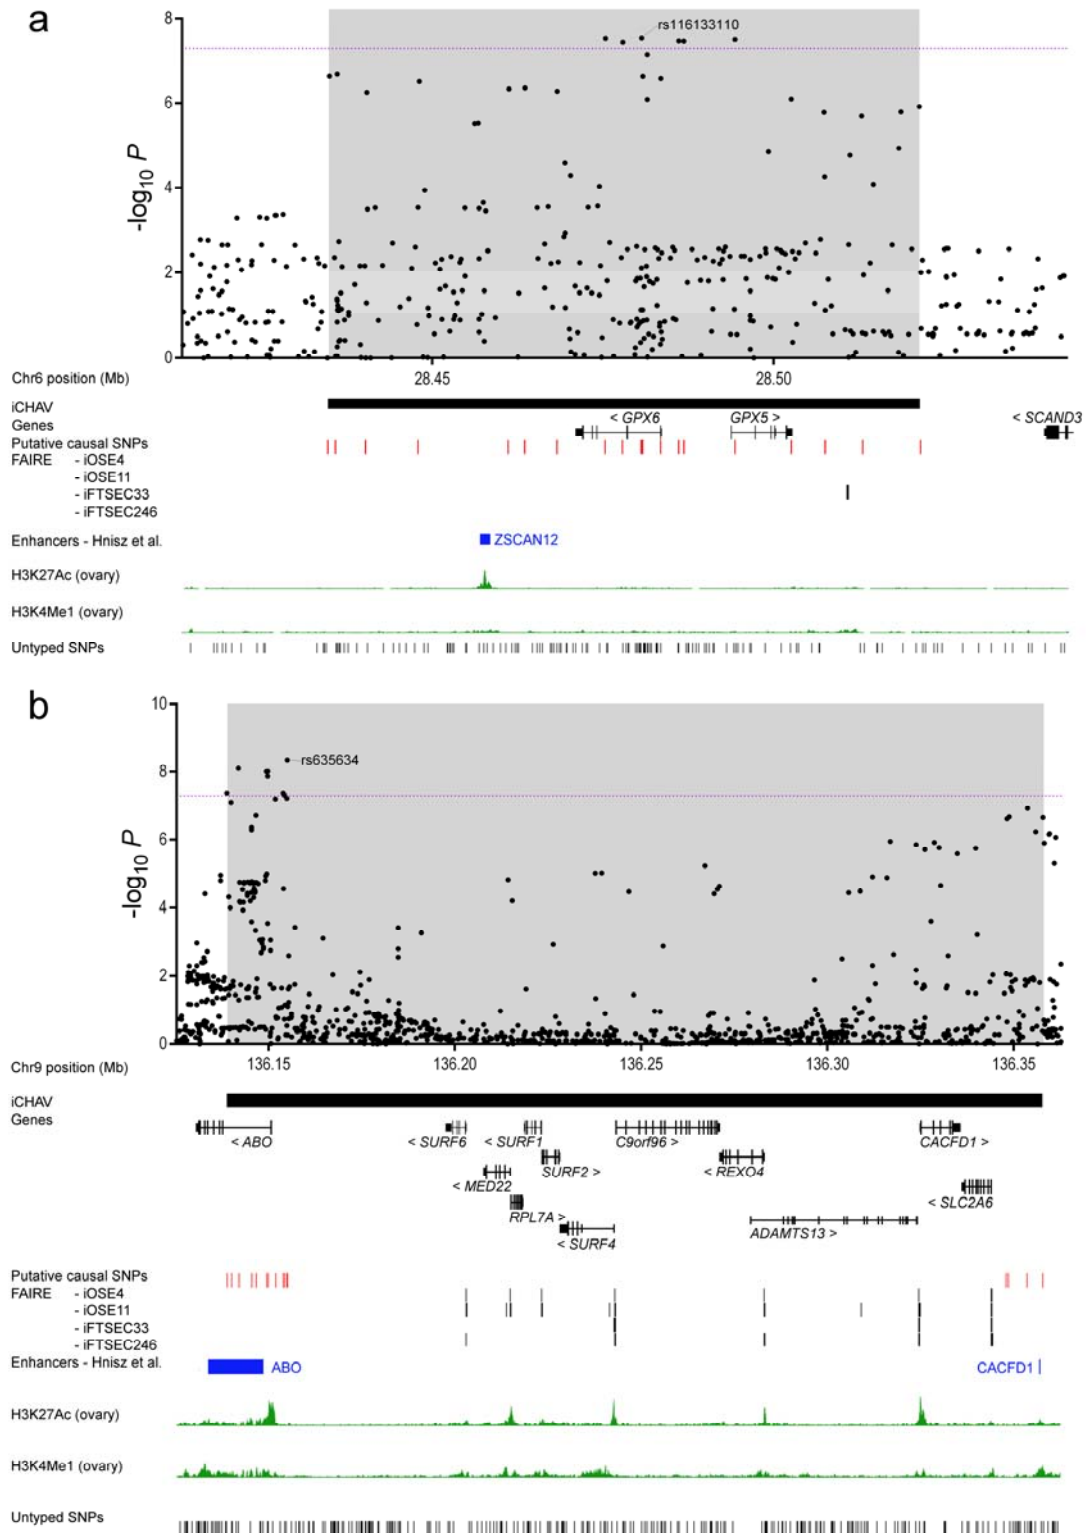 a
8
rs116133110
6
-log10 P
4
2
0
Chr6 position (Mb)
28.45
28.50
iCHAV
Genes
< GPX6
GPX5 >
< SCAND3
Putative causal SNPs
FAIRE - iOSE4
- iOSE11
- iFTSEC33
- iFTSEC246
Enhancers - Hnisz et al.
ZSCAN12
H3K27Ac (ovary)
H3K4Me1 (ovary)
Untyped SNPs
b
10
rs635634
8
6
-log10 P
4
2
0
Chr9 position (Mb)
136.15
136.20
136.25
136.30
136.35
iCHAV
Genes
< ABO
< SURF6
< SURF1
C9orf96 >
CACFD1 >
SURF2 >
< REXO4
< MED22
< SLC2A6
RPL7A >
ADAMTS13 >
< SURF4
Putative causal SNPs
FAIRE - iOSE4
- iOSE11
- iFTSEC33
- iFTSEC246
Enhancers - Hnisz et al.
ABO
CACFD1
H3K27Ac (ovary)
H3K4Me1 (ovary)
Untyped SNPs